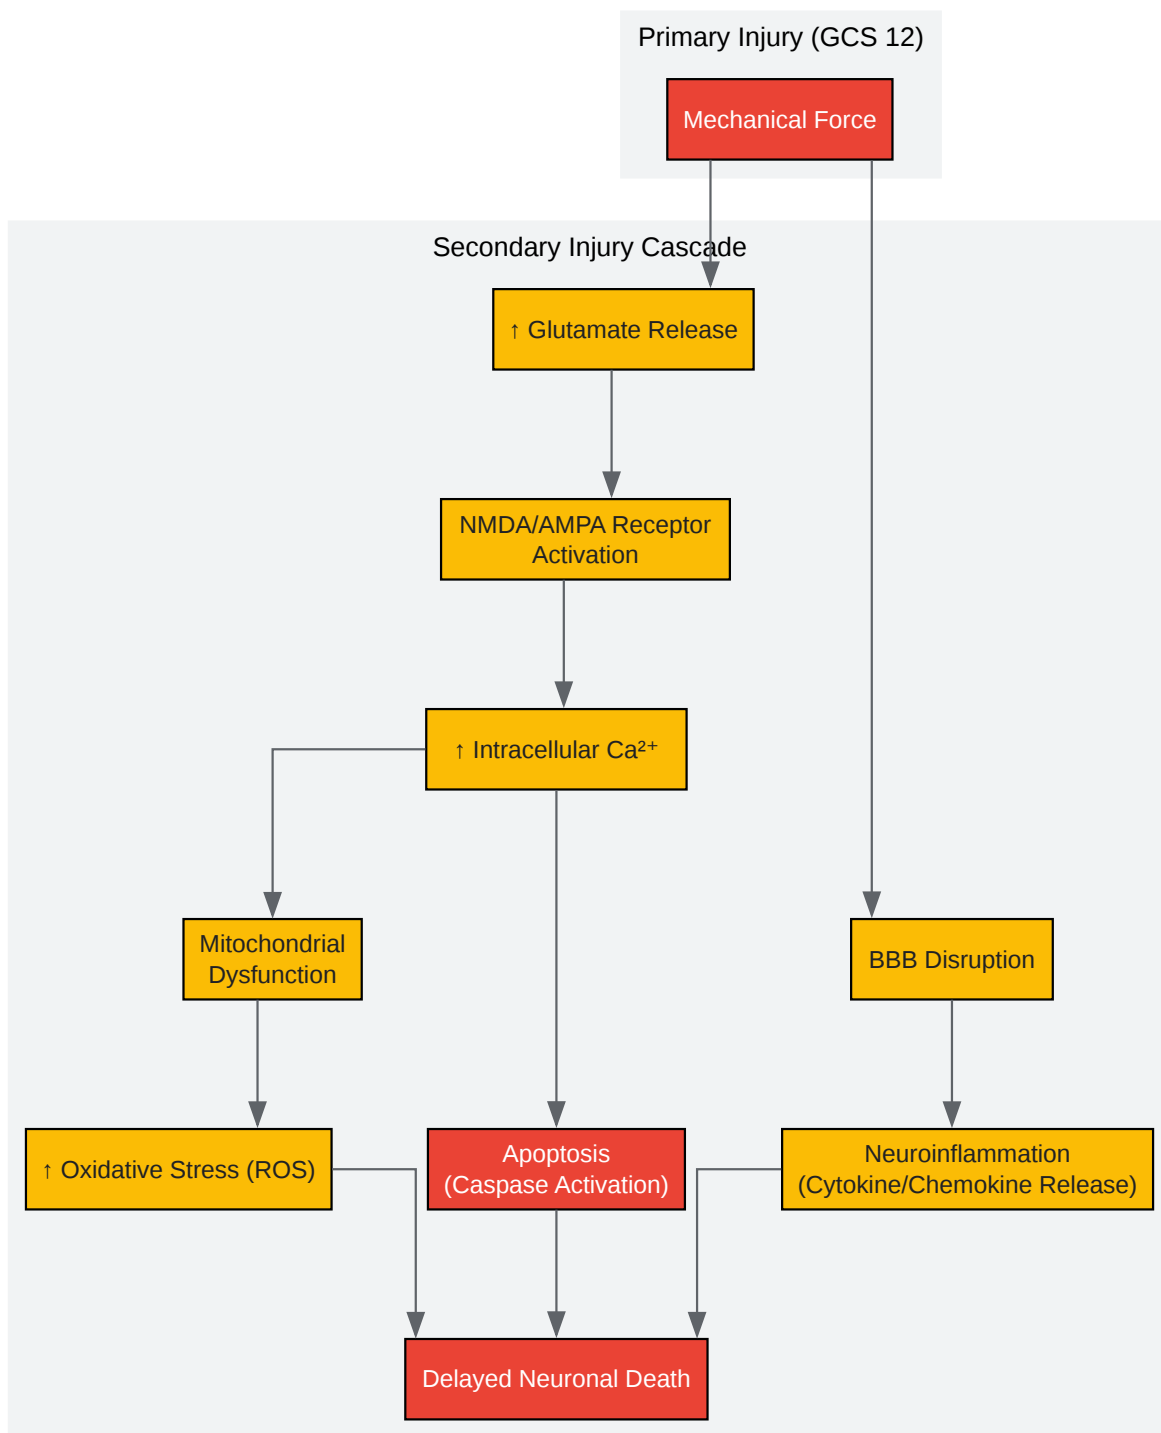 Primary Injury (GCS 12)
Mechanical Force
Secondary Injury Cascade
↑ Glutamate Release
NMDA/AMPA Receptor
Activation
↑ Intracellular Ca²⁺
Mitochondrial
Dysfunction
BBB Disruption
↑ Oxidative Stress (ROS)
Apoptosis
(Caspase Activation)
Neuroinflammation
(Cytokine/Chemokine Release)
Delayed Neuronal Death